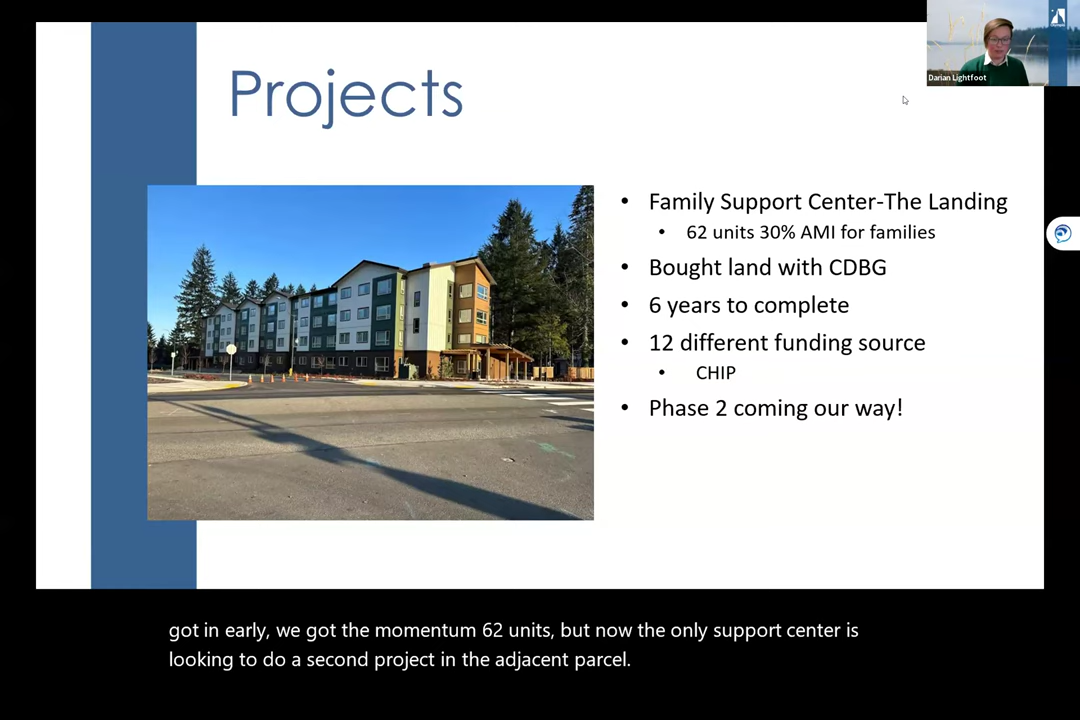 Projects
Darian Lightfoot
• Family Support Center-The Landing
• 62 units 30% AMI for families
• Bought land with CDBG
• 6 years to complete
• 12 different funding source
• CHIP
• Phase 2 coming our way!
got in early, we got the momentum 62 units, but now the only support center is
looking to do a second project in the adjacent parcel.